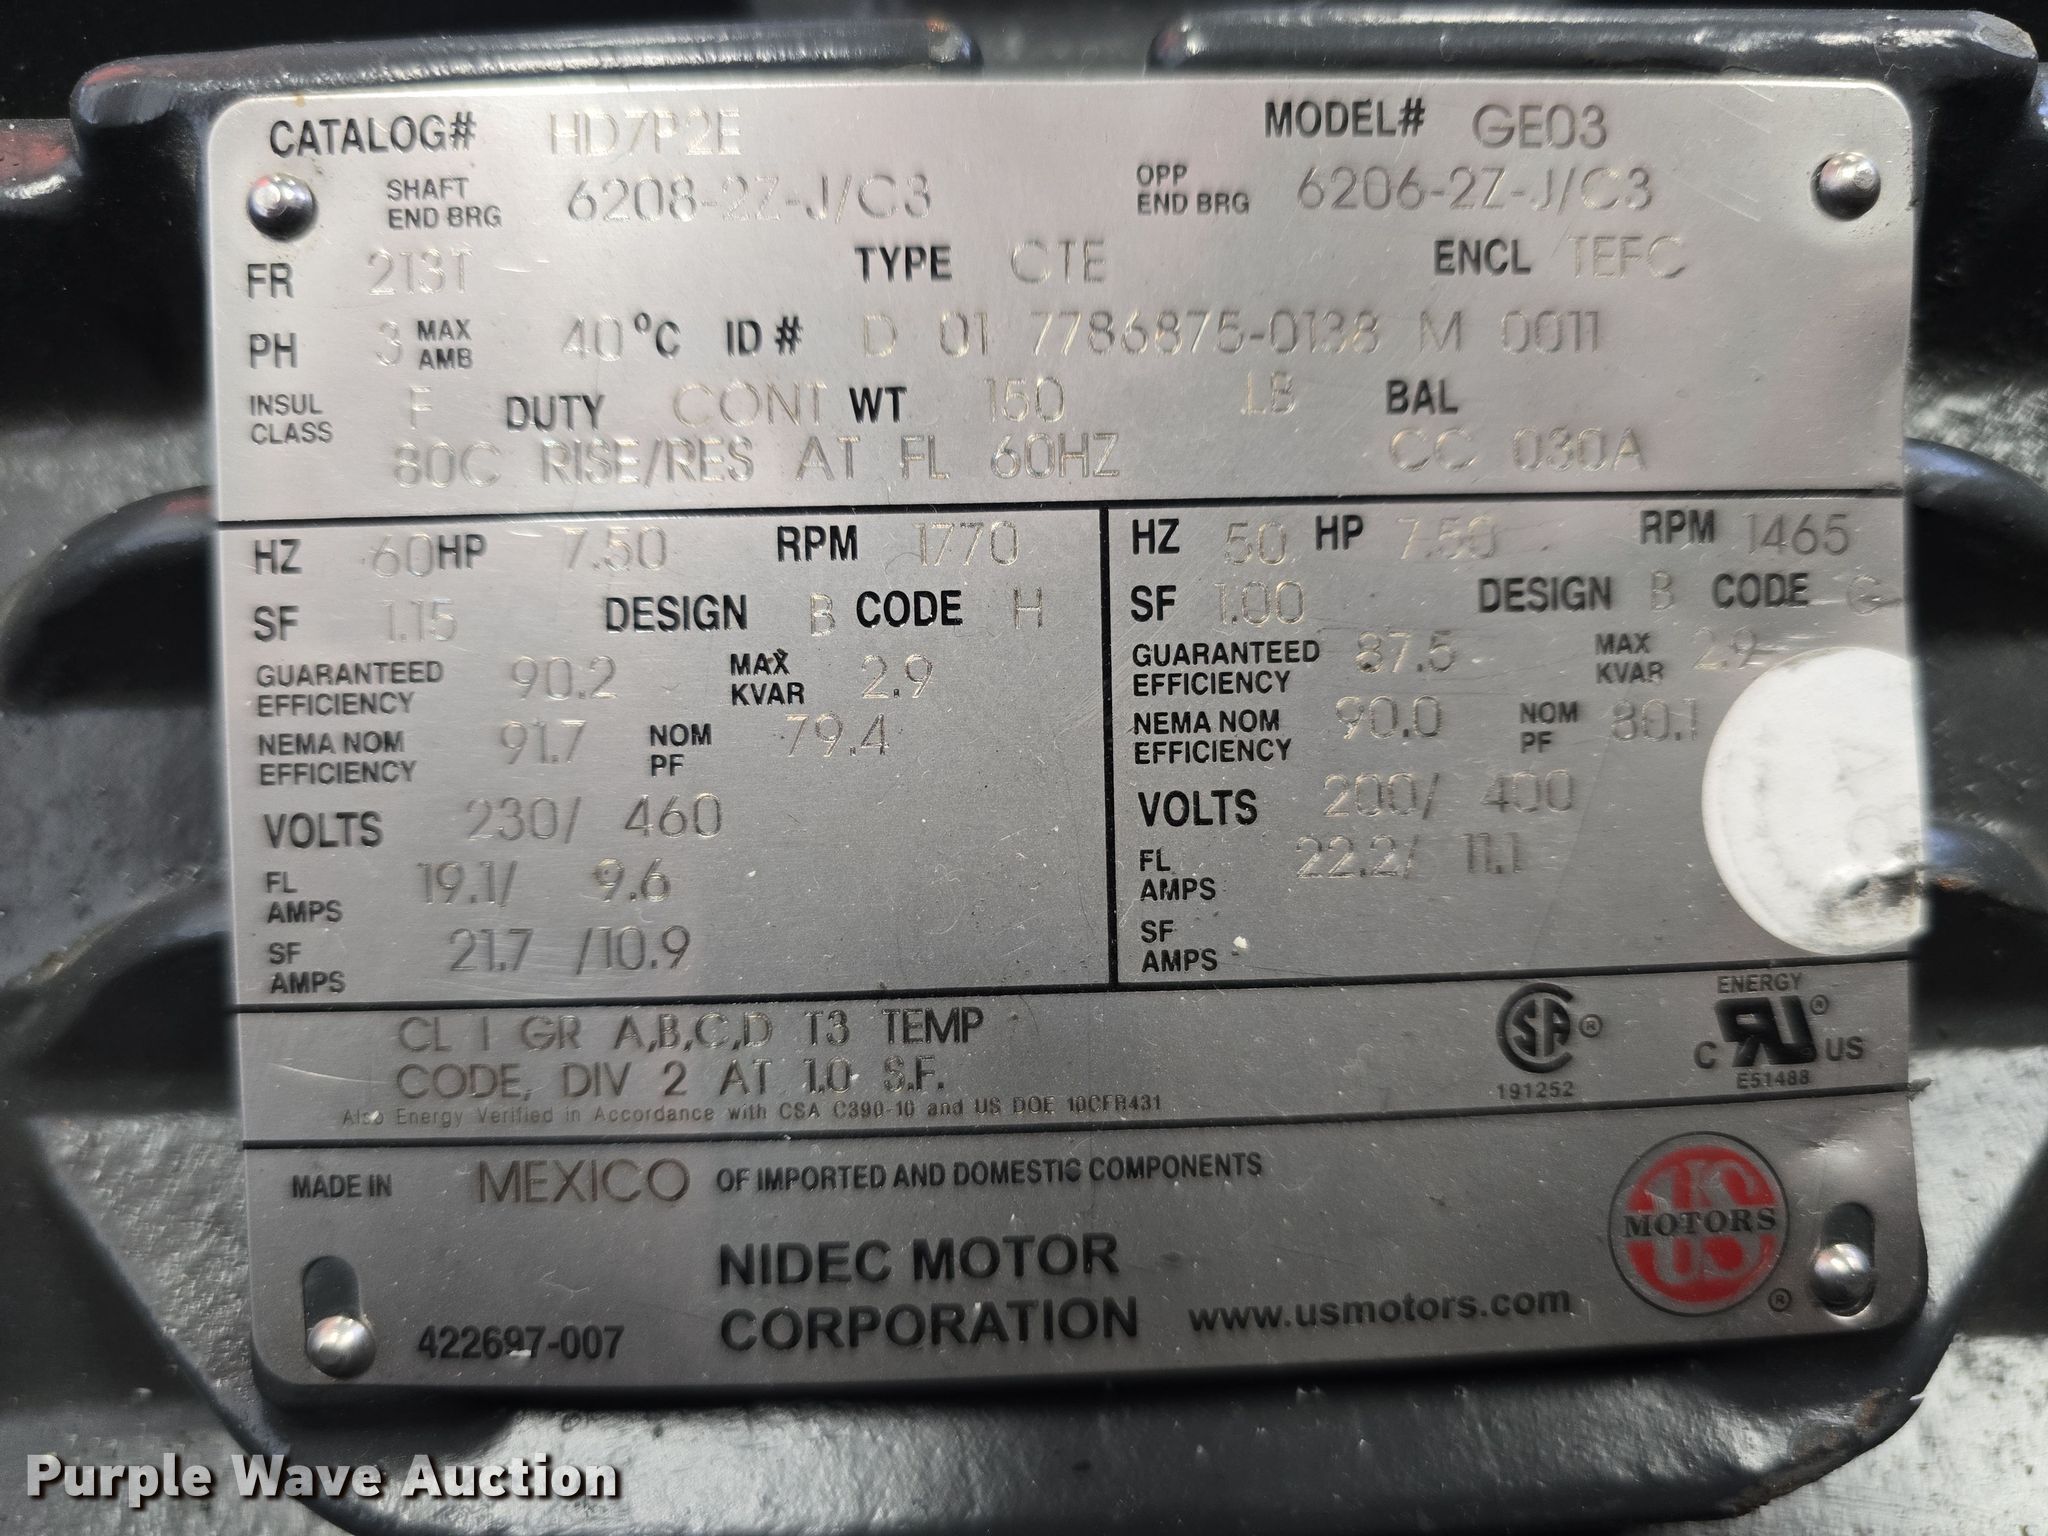 CATALOG# HD7P2E MODEL# GE03
SHAFT END BRG 6208-2Z-J/C3 OPP END BRG 6206-2Z-J/C3
FR 213T TYPE CTE ENCL TEFC
PH 3 MAX AMB 40°C ID# D 01 7786875-0138 M 0011
INSUL CLASS F DUTY CONT WT 150 LB BAL
80C RISE/RES AT FL 60HZ CC 030A
HZ 60 HP 7.50 RPM 1770
SF 1.15 DESIGN B CODE H
GUARANTEED EFFICIENCY 90.2 MAX KVAR 2.9
NEMA NOM EFFICIENCY 91.7 NOM PF 79.4
VOLTS 230/ 460
FL AMPS 19.1/ 9.6
SF AMPS 21.7 /10.9
HZ 50 HP 7.50 RPM 1465
SF 1.00 DESIGN B CODE G
GUARANTEED EFFICIENCY 87.5 MAX KVAR 2.9
NEMA NOM EFFICIENCY 90.0 NOM PF 80.1
VOLTS 200/ 400
FL AMPS 22.2/ 11.1
SF AMPS
CL I GR A,B,C,D T3 TEMP
CODE, DIV 2 AT 1.0 S.F.
Also Energy Verified in Accordance with CSA C390-10 and US DOE 10CFR431
SA ® 191252
ENERGY
C RU ® US
E51488
MADE IN MEXICO OF IMPORTED AND DOMESTIC COMPONENTS
NIDEC MOTOR
CORPORATION www.usmotors.com
422697-007
US MOTORS ®
Purple Wave Auction